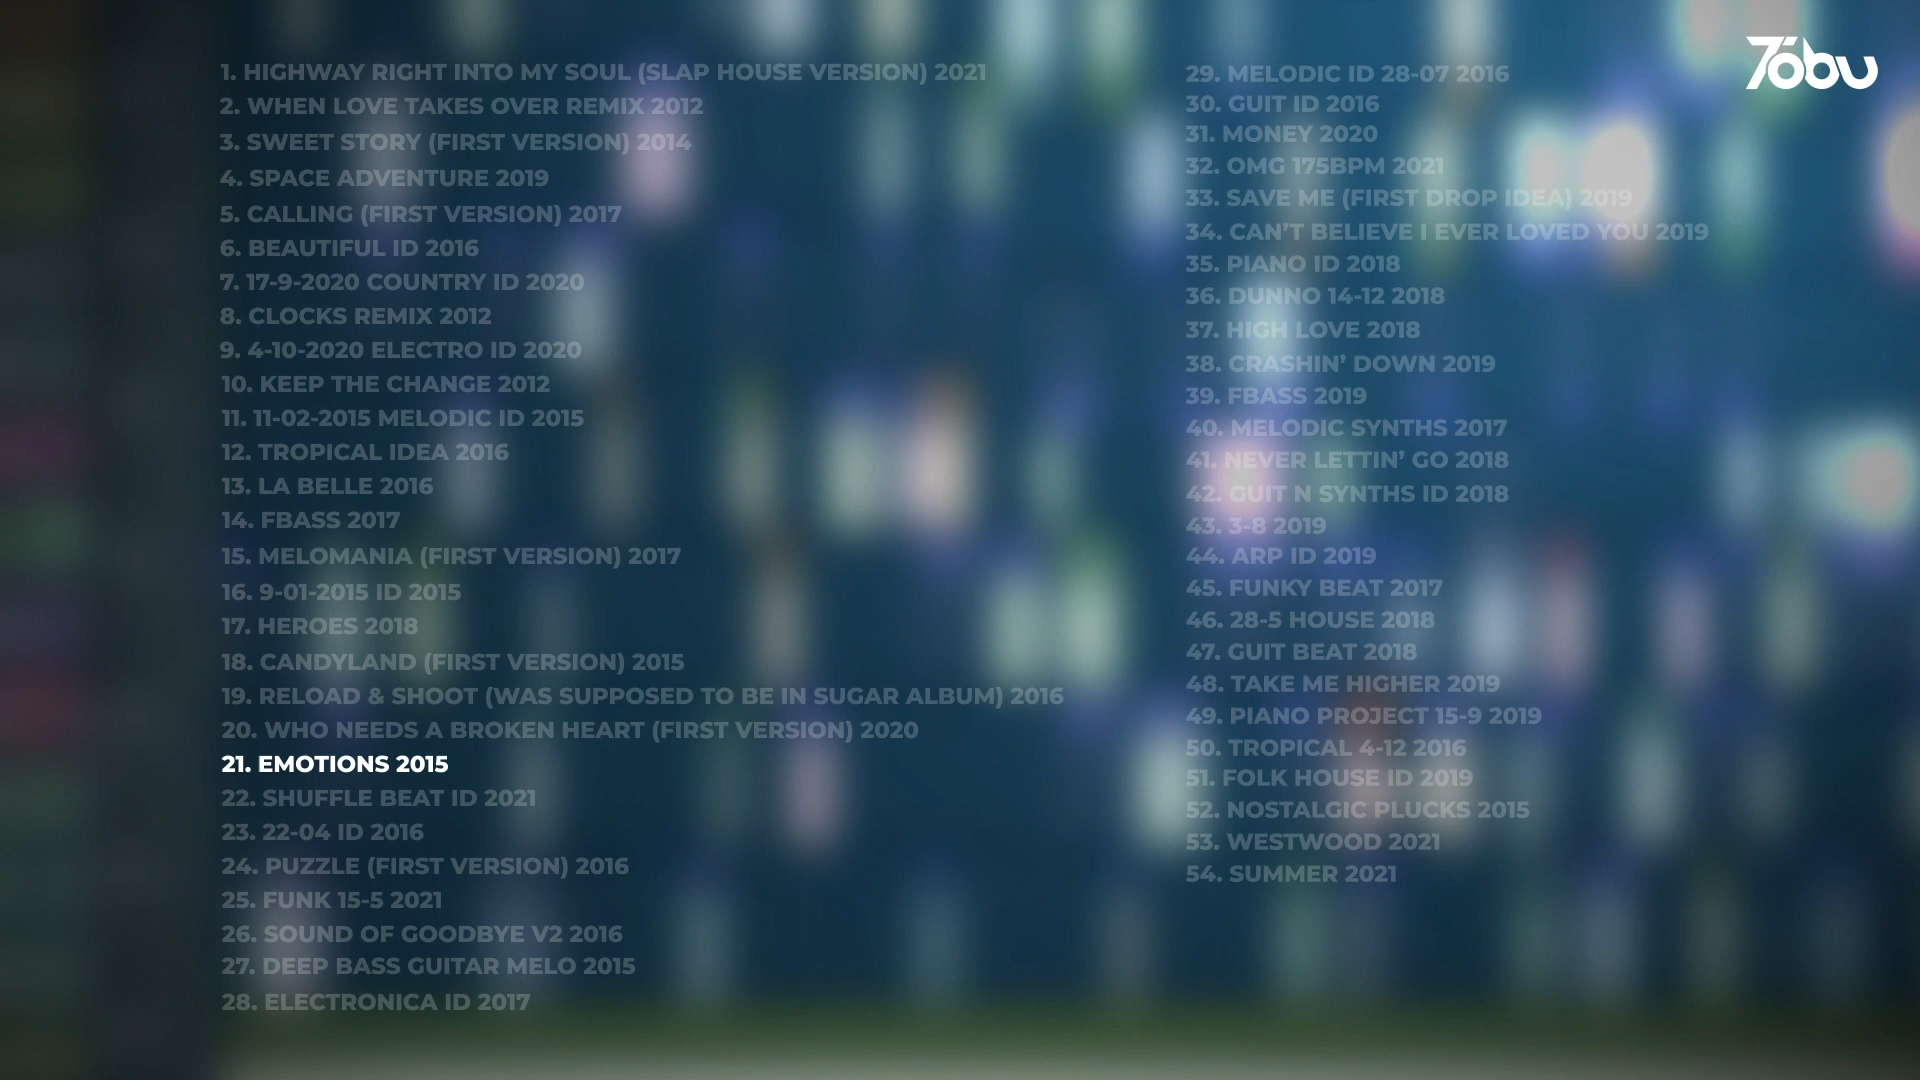 1. HIGHWAY RIGHT INTO MY SOUL (SLAP HOUSE VERSION) 2021
2. WHEN LOVE TAKES OVER REMIX 2012
3. SWEET STORY (FIRST VERSION) 2014
4. SPACE ADVENTURE 2019
5. CALLING (FIRST VERSION) 2017
6. BEAUTIFUL ID 2016
7. 17-9-2020 COUNTRY ID 2020
8. CLOCKS REMIX 2012
9. 4-10-2020 ELECTRO ID 2020
10. KEEP THE CHANGE 2012
11. 11-02-2015 MELODIC ID 2015
12. TROPICAL IDEA 2016
13. LA BELLE 2016
14. FBASS 2017
15. MELOMANIA (FIRST VERSION) 2017
16. 9-01-2015 ID 2015
17. HEROES 2018
18. CANDYLAND (FIRST VERSION) 2015
19. RELOAD & SHOOT (WAS SUPPOSED TO BE IN SUGAR ALBUM) 2016
20. WHO NEEDS A BROKEN HEART (FIRST VERSION) 2020
21. EMOTIONS 2015
22. SHUFFLE BEAT ID 2021
23. 22-04 ID 2016
24. PUZZLE (FIRST VERSION) 2016
25. FUNK 15-5 2021
26. SOUND OF GOODBYE V2 2016
27. DEEP BASS GUITAR MELO 2015
28. ELECTRONICA ID 2017
29. MELODIC ID 28-07 2016
30. GUIT ID 2016
31. MONEY 2020
32. OMG 175BPM 2021
33. SAVE ME (FIRST DROP IDEA) 2019
34. CAN’T BELIEVE I EVER LOVED YOU 2019
35. PIANO ID 2018
36. DUNNO 14-12 2018
37. HIGH LOVE 2018
38. CRASHIN’ DOWN 2019
39. FBASS 2019
40. MELODIC SYNTHS 2017
41. NEVER LETTIN’ GO 2018
42. GUIT N SYNTHS ID 2018
43. 3-8 2019
44. ARP ID 2019
45. FUNKY BEAT 2017
46. 28-5 HOUSE 2018
47. GUIT BEAT 2018
48. TAKE ME HIGHER 2019
49. PIANO PROJECT 15-9 2019
50. TROPICAL 4-12 2016
51. FOLK HOUSE ID 2019
52. NOSTALGIC PLUCKS 2015
53. WESTWOOD 2021
54. SUMMER 2021
Tobu